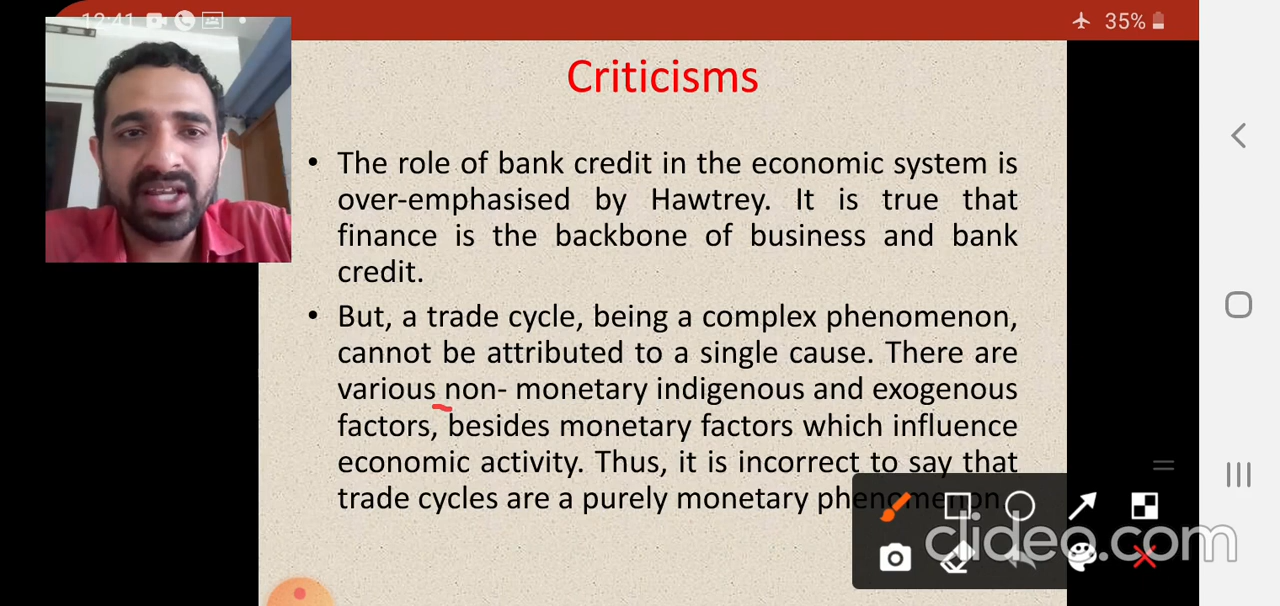 12:41
35%
Criticisms
• The role of bank credit in the economic system is
over-emphasised by Hawtrey. It is true that
finance is the backbone of business and bank
credit.
• But, a trade cycle, being a complex phenomenon,
cannot be attributed to a single cause. There are
various non- monetary indigenous and exogenous
factors, besides monetary factors which influence
economic activity. Thus, it is incorrect to say that
trade cycles are a purely monetary phenomenon.
clideo.com